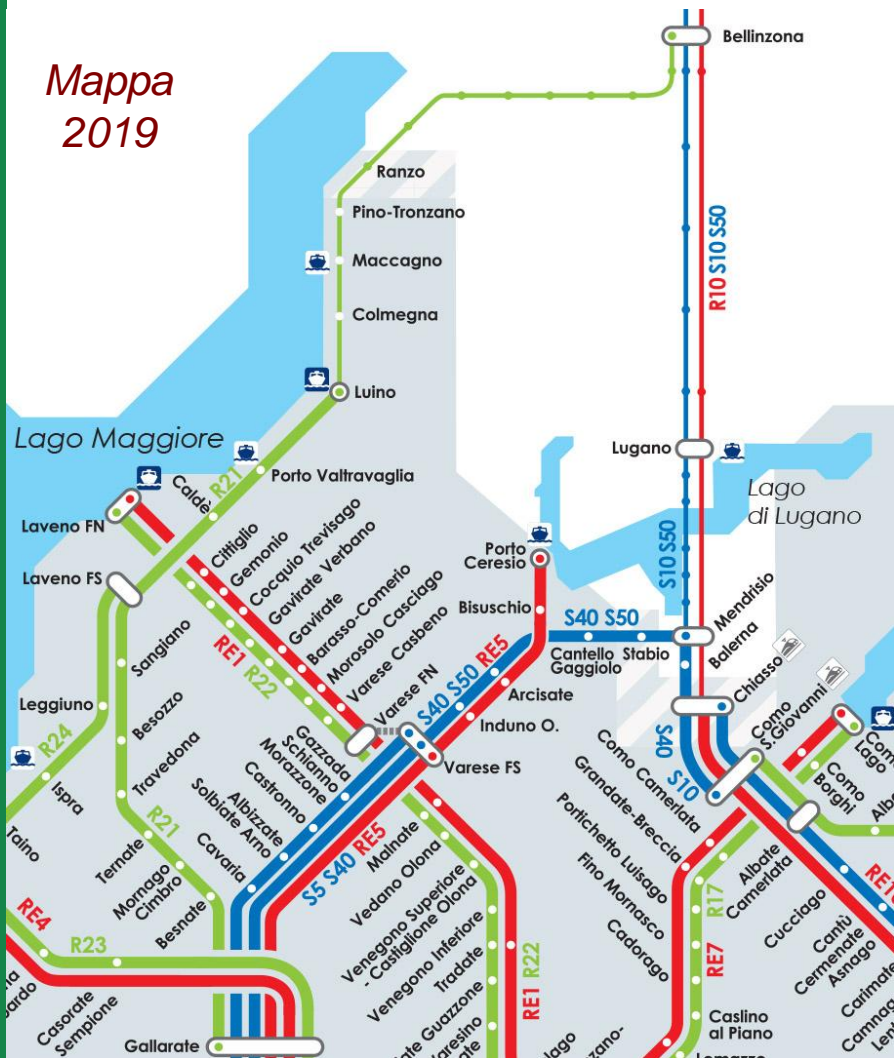 Mappa
2019
Bellinzona
Ranzo
Pino-Tronzano
Maccagno
Colmegna
Luino
R10 S10 S50
Lago Maggiore
Porto Valtravaglia
R21
Caldè
Laveno FN
Laveno FS
Lugano
Lago
di Lugano
S10 S50
Cittiglio
Gemonio
Cocquio Trevisago
Gavirate Verbano
Gavirate
Barasso-Comerio
Morosolo Casciago
Varese Casbeno
Varese FN
RE1 R22
Porto
Ceresio
Bisuschio
S40 S50
Cantello
Gaggiolo
Stabio
Mendrisio
Balerna
Chiasso
S40 S50 RE5
Arcisate
Induno O.
Varese FS
Sangiano
Leggiuno
Besozzo
R24
Ispra
Travedona
Taino
R21
Ternate
Mornago
Cimbro
Besnate
Gazzada
Schianno
Morazzone
Castronno
Albizzate
Solbiate Arno
Cavaria
S5 S40 RE5
S40
S10
Como
S.Giovanni
Como
Lago
Como
Borghi
Como Camerlata
Grandate-Breccia
Portichetto Luisago
Fino Mornasco
Cadorago
Albate
Camerlata
Malnate
Vedano Olona
Venegono Superiore
- Castiglione Olona
Venegono Inferiore
Tradate
RE1 R22
R17
RE7
Cucciago
Cantù
Cermenate
Asnago
Carimate
RE4
R23
Casorate
Sempione
Gallarate
Caslino
al Piano